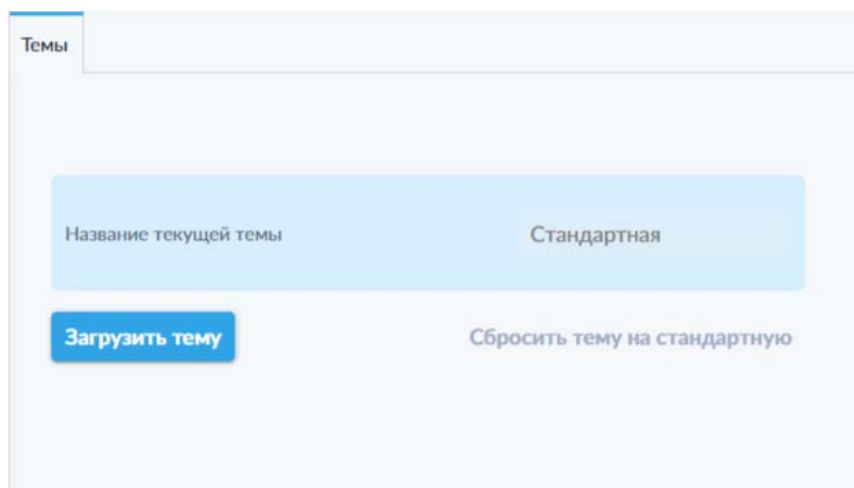 Темы
Название текущей темы
Стандартная
Загрузить тему
Сбросить тему на стандартную